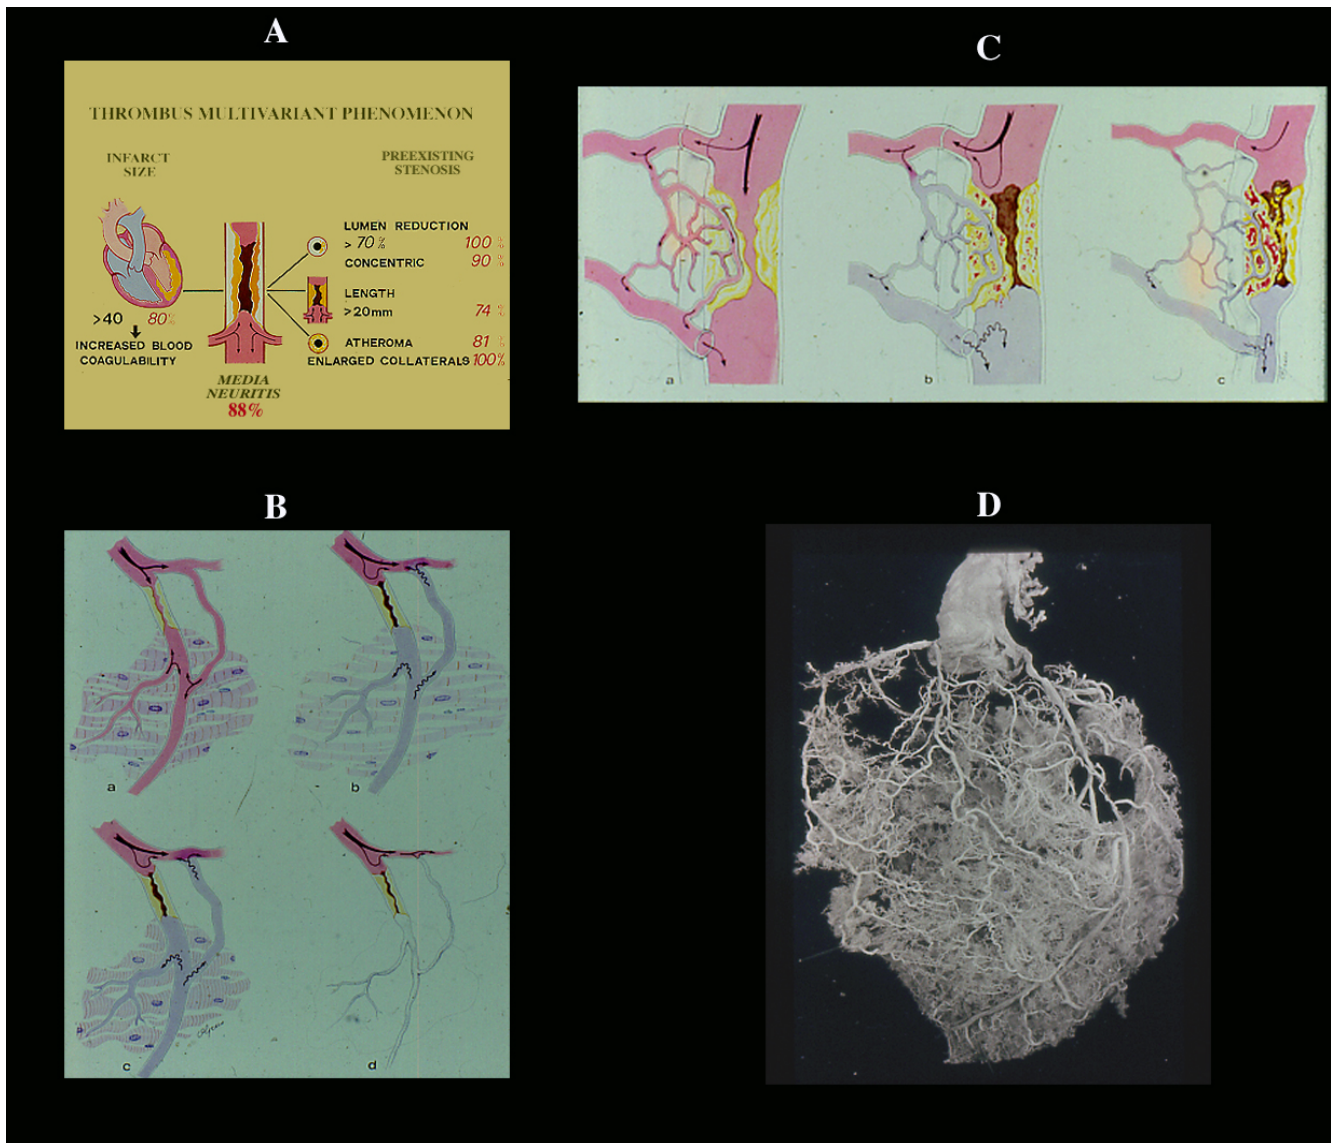 A
THROMBUS MULTIVARIANT PHENOMENON
INFARCT
SIZE
PREEXISTING
STENOSIS
LUMEN REDUCTION
> 70% 100%
CONCENTRIC 90%
LENGTH
>20mm 74%
ATHEROMA 81%
ENLARGED COLLATERALS 100%
>40 80%
INCREASED BLOOD
COAGULABILITY
MEDIA
NEURITIS
88%
C
a
b
c
B
a
b
c
d
D